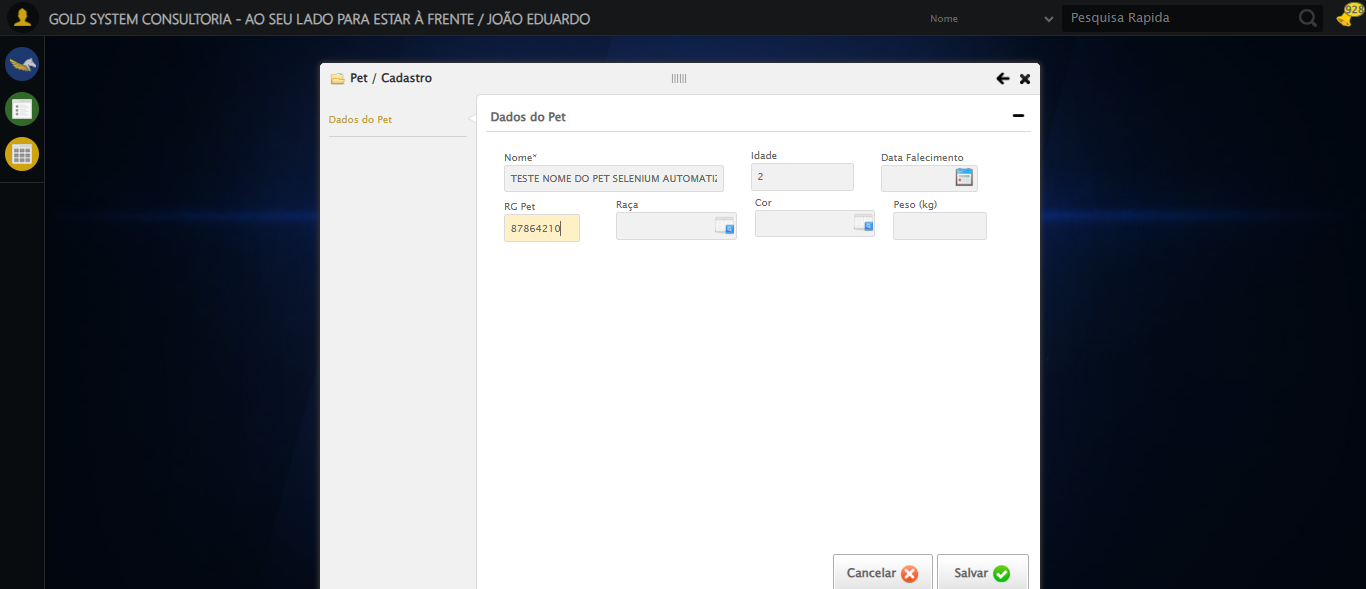 GOLD SYSTEM CONSULTORIA - AO SEU LADO PARA ESTAR À FRENTE / JOÃO EDUARDO
Nome
Pesquisa Rapida
928
Pet / Cadastro
Dados do Pet
Dados do Pet
Nome*
Idade
Data Falecimento
TESTE NOME DO PET SELENIUM AUTOMATIZ
2
RG Pet
Raça
Cor
Peso (kg)
87864210
Cancelar
Salvar